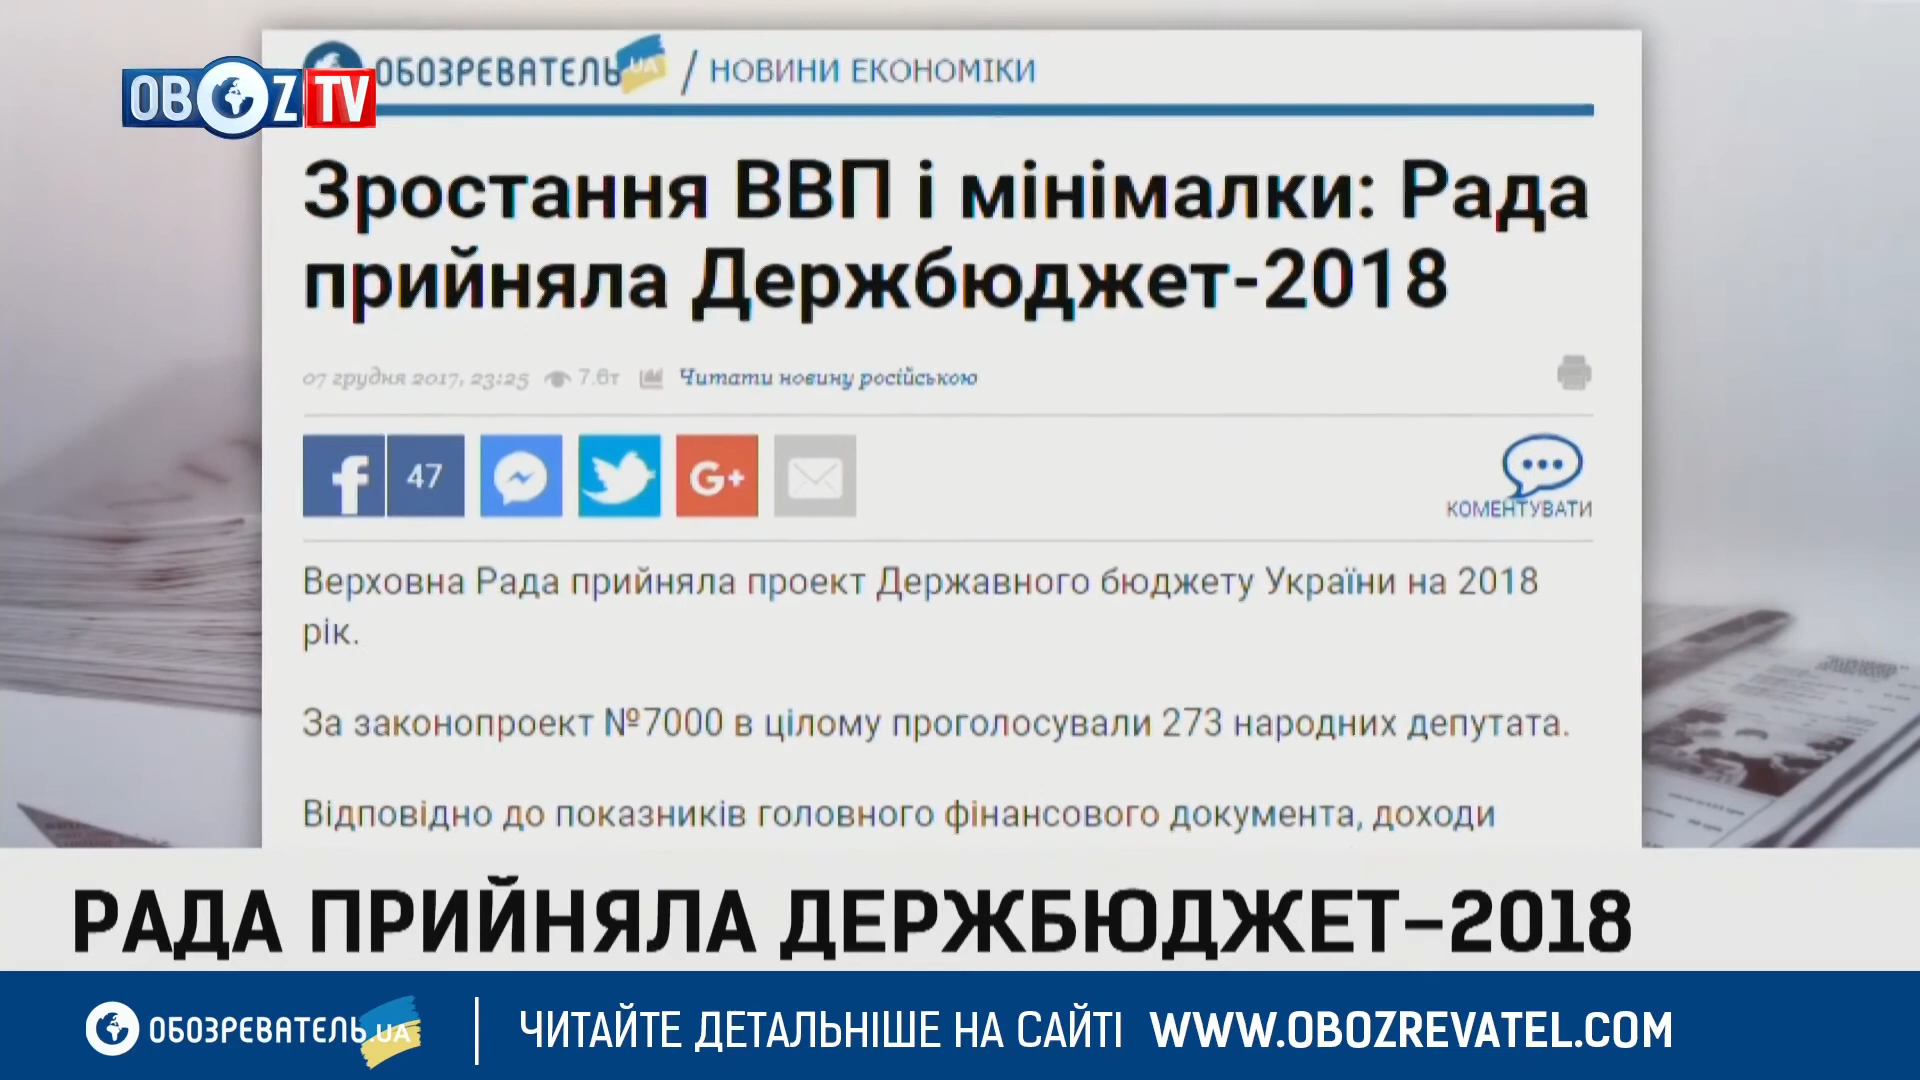 OBOZ TV
ОБОЗРЕВАТЕЛЬ.UA / НОВИНИ ЕКОНОМІКИ
Зростання ВВП і мінімалки: Рада
прийняла Держбюджет-2018
07 грудня 2017, 23:25 7.6т Читати новину російською
f 47 G+
КОМЕНТУВАТИ
Верховна Рада прийняла проект Державного бюджету України на 2018
рік.
За законопроект №7000 в цілому проголосували 273 народних депутата.
Відповідно до показників головного фінансового документа, доходи
РАДА ПРИЙНЯЛА ДЕРЖБЮДЖЕТ–2018
ОБОЗРЕВАТЕЛЬ.UA | ЧИТАЙТЕ ДЕТАЛЬНІШЕ НА САЙТІ WWW.OBOZREVATEL.COM